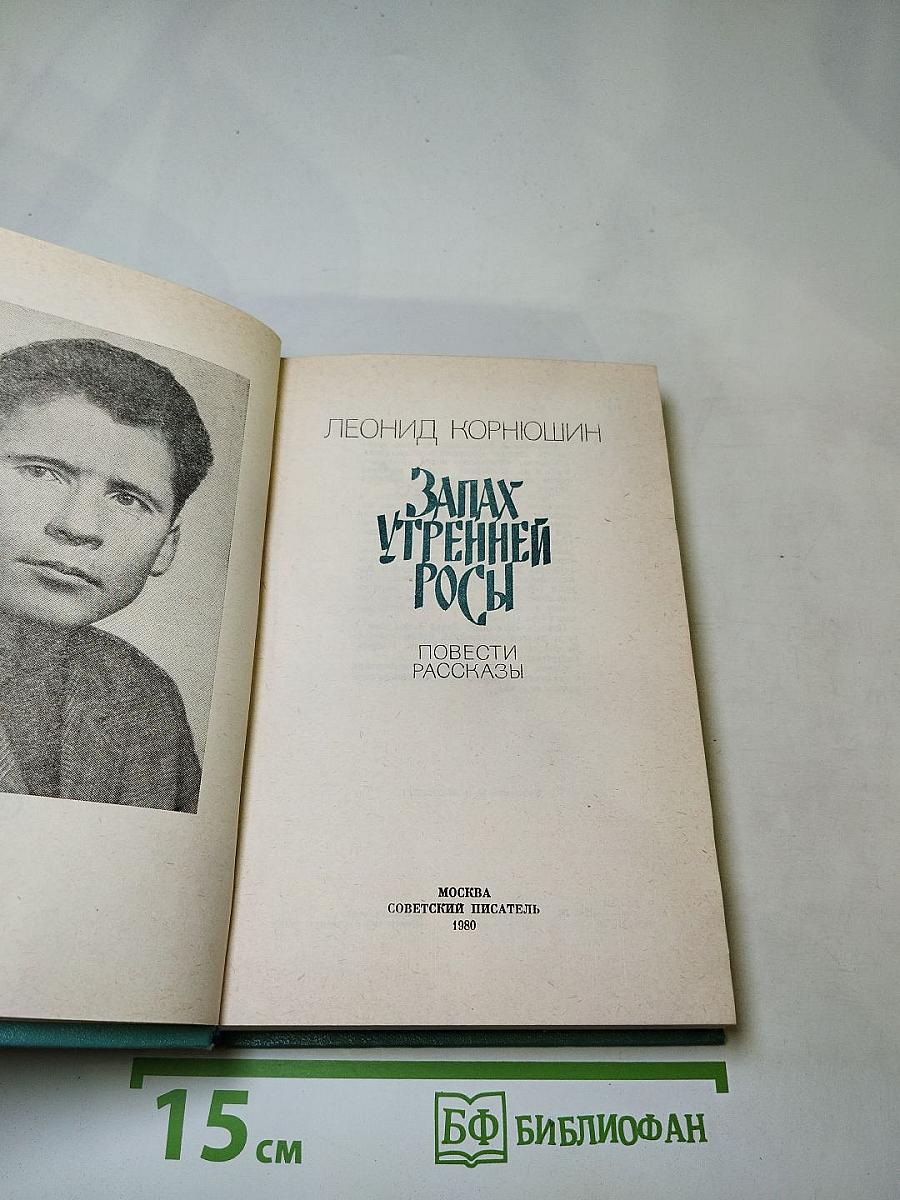 ЛЕОНИД КОРНЮШИН
ЗАПАХ
УТРЕННЕЙ
РОСЫ
ПОВЕСТИ
РАССКАЗЫ
МОСКВА
СОВЕТСКИЙ ПИСАТЕЛЬ
1980
15 см
БФ БИБЛИОФАН